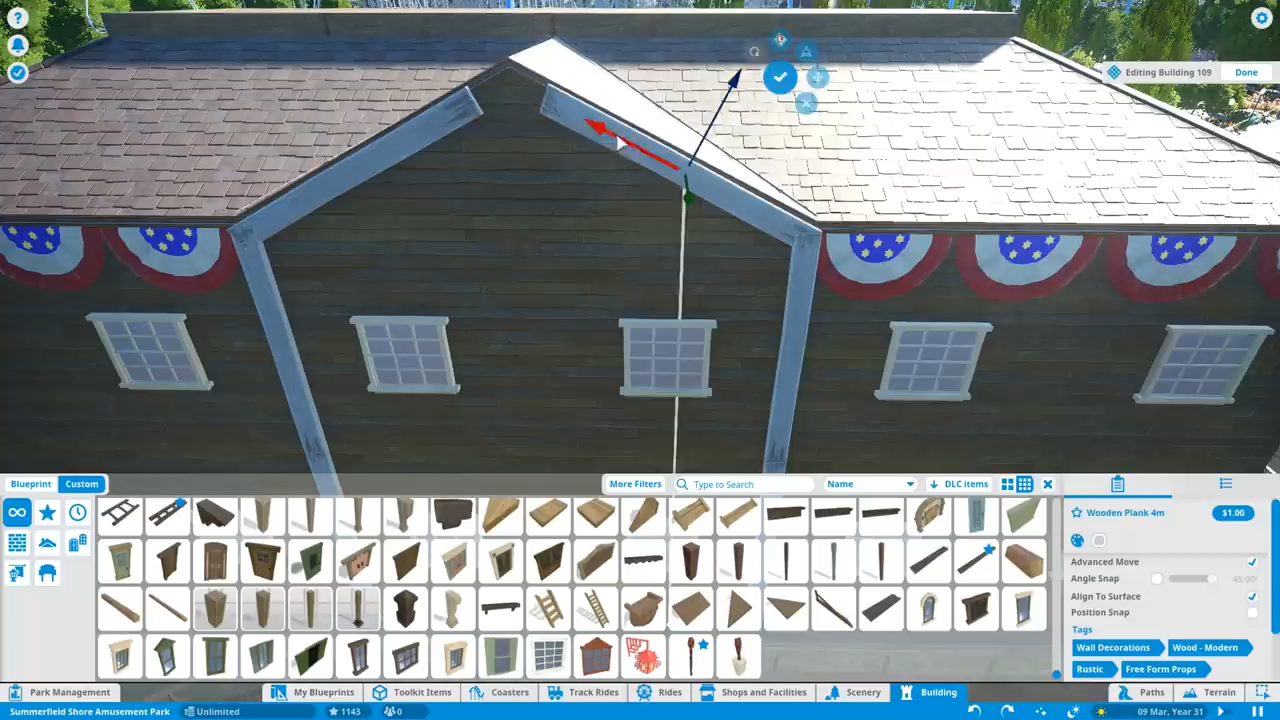 Editing Building 109
Done
Blueprint
Custom
More Filters
Type to Search
Name
DLC items
Wooden Plank 4m
$1.00
Advanced Move
Angle Snap
45.00°
Align To Surface
Position Snap
Tags
Wall Decorations
Wood - Modern
Rustic
Free Form Props
Park Management
My Blueprints
Toolkit Items
Coasters
Track Rides
Rides
Shops and Facilities
Scenery
Building
Paths
Terrain
Summerfield Shore Amusement Park
Unlimited
1143
0
09 Mar, Year 31